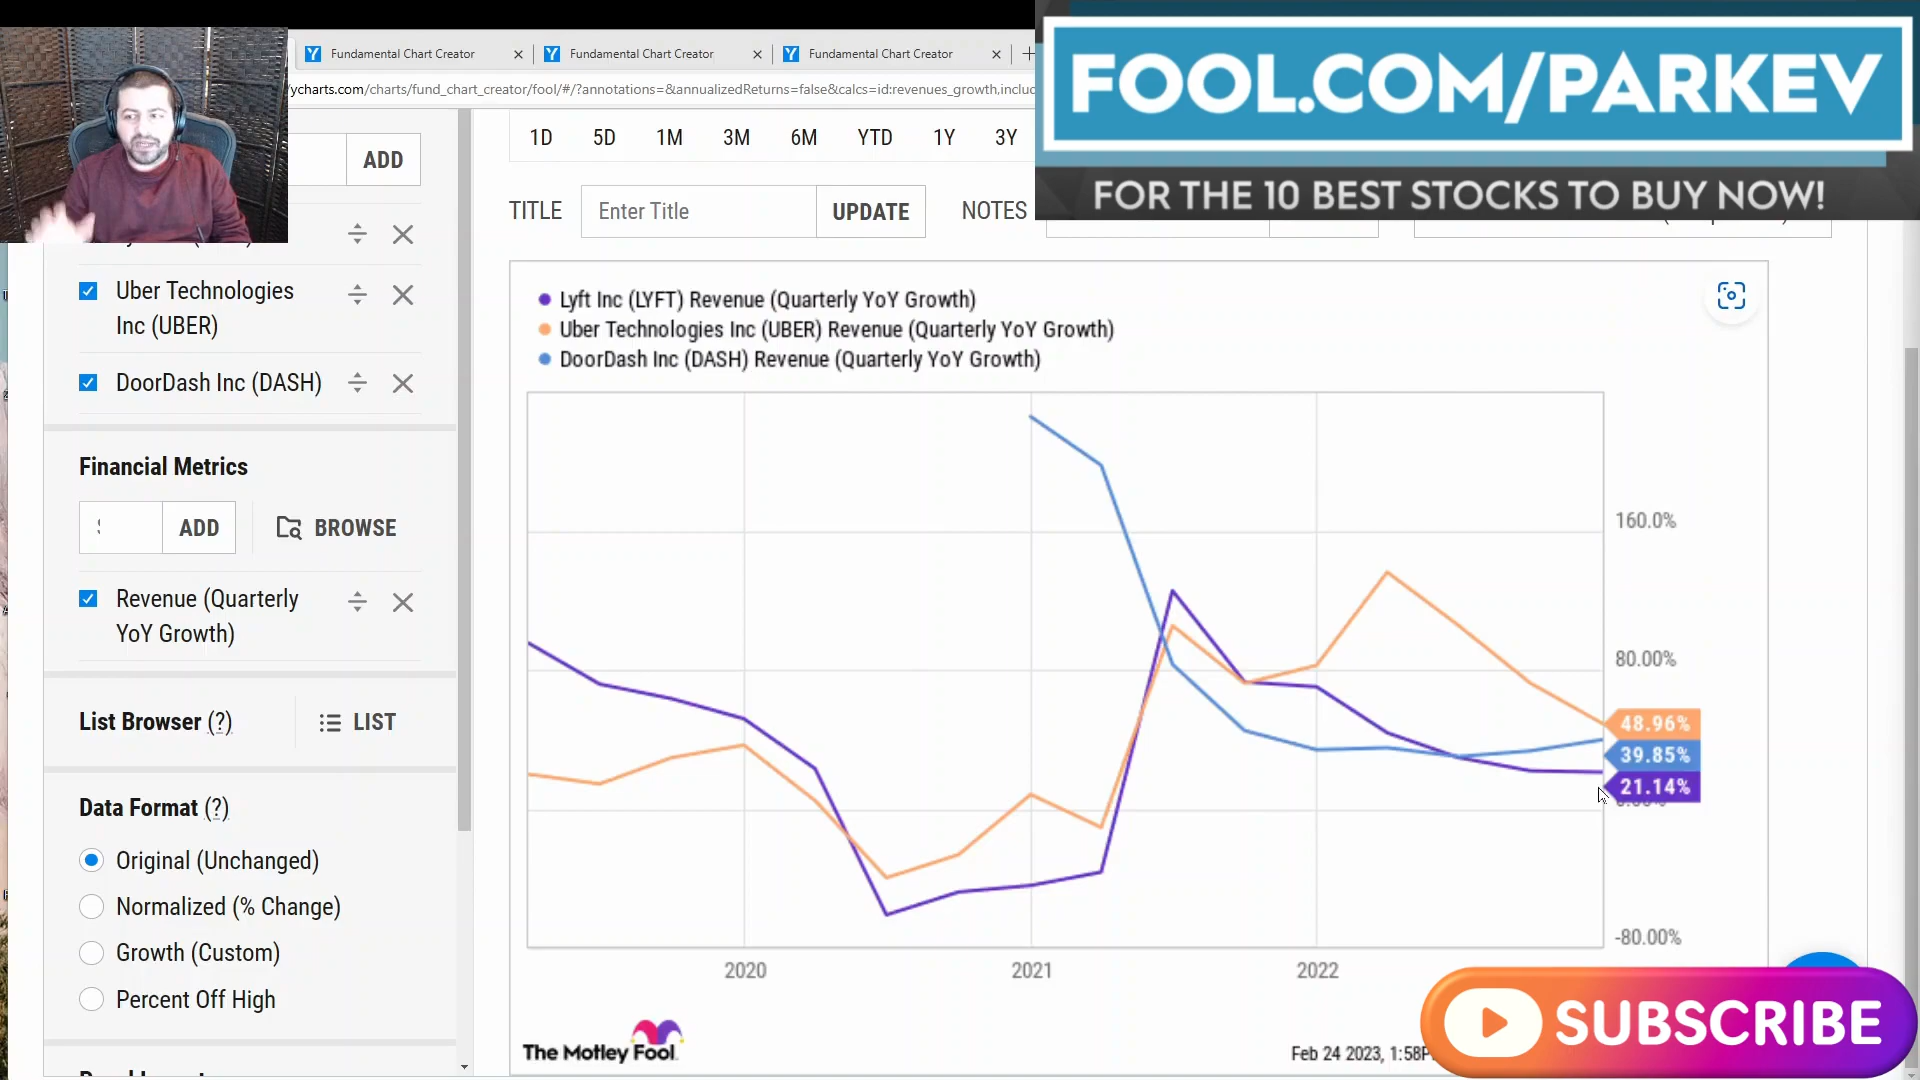 Fundamental Chart Creator
Fundamental Chart Creator
Fundamental Chart Creator
ycharts.com/charts/fund_chart_creator/fool/#/?annotations=&annualizedReturns=false&calcs=id:revenues_growth,inclu
FOOL.COM/PARKEV
FOR THE 10 BEST STOCKS TO BUY NOW!
1D 5D 1M 3M 6M YTD 1Y 3Y
TITLE Enter Title UPDATE NOTES
ADD
Uber Technologies
Inc (UBER)
DoorDash Inc (DASH)
Financial Metrics
ADD BROWSE
Revenue (Quarterly
YoY Growth)
List Browser (?) LIST
Data Format (?)
Original (Unchanged)
Normalized (% Change)
Growth (Custom)
Percent Off High
Lyft Inc (LYFT) Revenue (Quarterly YoY Growth)
Uber Technologies Inc (UBER) Revenue (Quarterly YoY Growth)
DoorDash Inc (DASH) Revenue (Quarterly YoY Growth)
160.0%
80.00%
48.96%
39.85%
21.14%
-80.00%
2020 2021 2022
The Motley Fool
Feb 24 2023, 1:58P
SUBSCRIBE